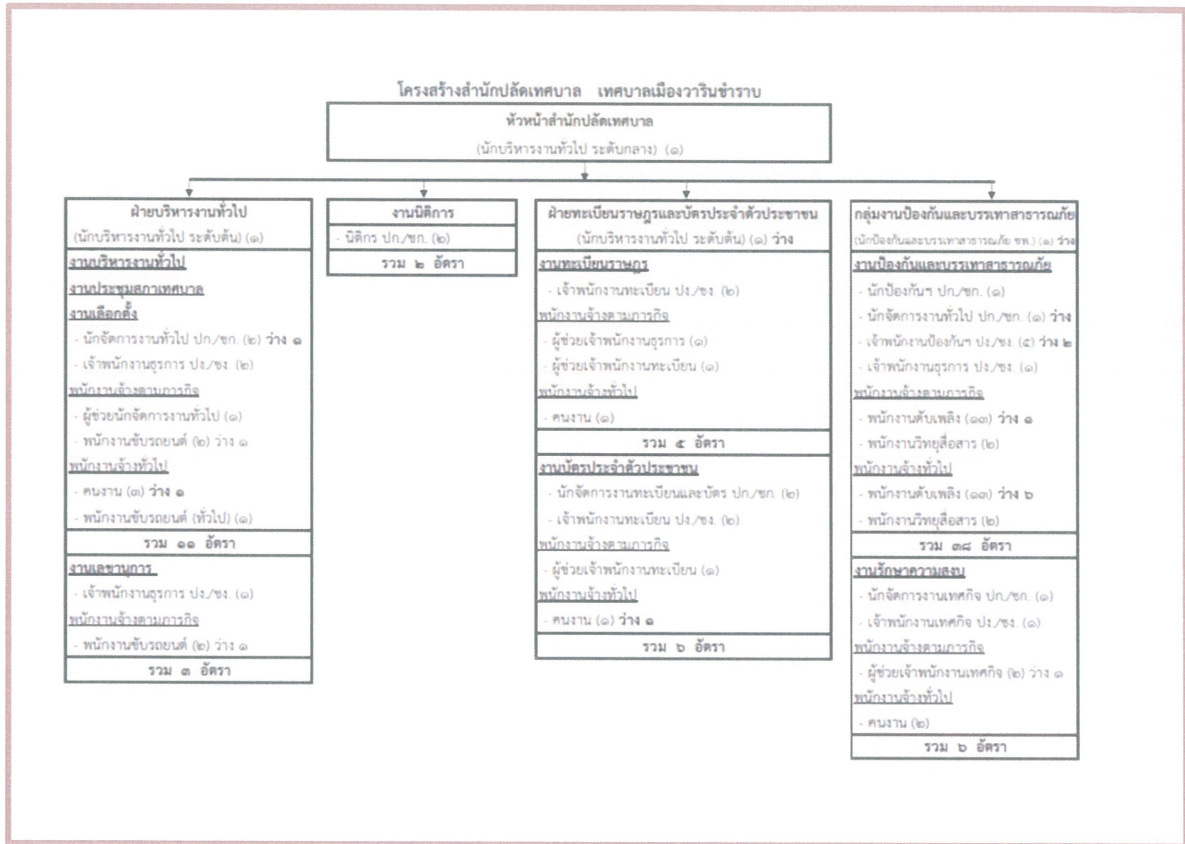 โครงสร้างสำนักปลัดเทศบาล เทศบาลเมืองวารินชำราบ
หัวหน้าสำนักปลัดเทศบาล
(นักบริหารงานทั่วไป ระดับกลาง) (๑)
ฝ่ายบริหารงานทั่วไป
(นักบริหารงานทั่วไป ระดับต้น) (๑)
งานบริหารงานทั่วไป
งานประชุมสภาเทศบาล
งานเลือกตั้ง
- นักจัดการงานทั่วไป ปก./ชก. (๒) ว่าง ๑
- เจ้าพนักงานธุรการ ปง./ชง. (๒)
พนักงานจ้างตามภารกิจ
- ผู้ช่วยนักจัดการงานทั่วไป (๑)
- พนักงานขับรถยนต์ (๒) ว่าง ๑
พนักงานจ้างทั่วไป
- คนงาน (๓) ว่าง ๑
- พนักงานขับรถยนต์ (ทั่วไป) (๑)
รวม ๑๑ อัตรา
งานเลขานุการ
- เจ้าพนักงานธุรการ ปง./ชง. (๑)
พนักงานจ้างตามภารกิจ
- พนักงานขับรถยนต์ (๒) ว่าง ๑
รวม ๓ อัตรา
งานนิติการ
- นิติกร ปก./ชก. (๒)
รวม ๒ อัตรา
ฝ่ายทะเบียนราษฎรและบัตรประจำตัวประชาชน
(นักบริหารงานทั่วไป ระดับต้น) (๑) ว่าง
งานทะเบียนราษฎร
- เจ้าพนักงานทะเบียน ปง./ชง. (๒)
พนักงานจ้างตามภารกิจ
- ผู้ช่วยเจ้าพนักงานธุรการ (๑)
- ผู้ช่วยเจ้าพนักงานทะเบียน (๑)
พนักงานจ้างทั่วไป
- คนงาน (๑)
รวม ๕ อัตรา
งานบัตรประจำตัวประชาชน
- นักจัดการงานทะเบียนและบัตร ปก./ชก. (๒)
- เจ้าพนักงานทะเบียน ปง./ชง. (๒)
พนักงานจ้างตามภารกิจ
- ผู้ช่วยเจ้าพนักงานทะเบียน (๑)
พนักงานจ้างทั่วไป
- คนงาน (๑) ว่าง ๑
รวม ๖ อัตรา
กลุ่มงานป้องกันและบรรเทาสาธารณภัย
(นักป้องกันและบรรเทาสาธารณภัย ชพ.) (๑) ว่าง
งานป้องกันและบรรเทาสาธารณภัย
- นักป้องกันฯ ปก./ชก. (๑)
- นักจัดการงานทั่วไป ปก./ชก. (๑) ว่าง
- เจ้าพนักงานป้องกันฯ ปง./ชง. (๕) ว่าง ๒
- เจ้าพนักงานธุรการ ปง./ชง. (๑)
พนักงานจ้างตามภารกิจ
- พนักงานดับเพลิง (๑๓) ว่าง ๑
- พนักงานวิทยุสื่อสาร (๒)
พนักงานจ้างทั่วไป
- พนักงานดับเพลิง (๑๓) ว่าง ๖
- พนักงานวิทยุสื่อสาร (๒)
รวม ๓๘ อัตรา
งานรักษาความสงบ
- นักจัดการงานเทศกิจ ปก./ชก. (๑)
- เจ้าพนักงานเทศกิจ ปง./ชง. (๑)
พนักงานจ้างตามภารกิจ
- ผู้ช่วยเจ้าพนักงานเทศกิจ (๒) ว่าง ๑
พนักงานจ้างทั่วไป
- คนงาน (๒)
รวม ๖ อัตรา